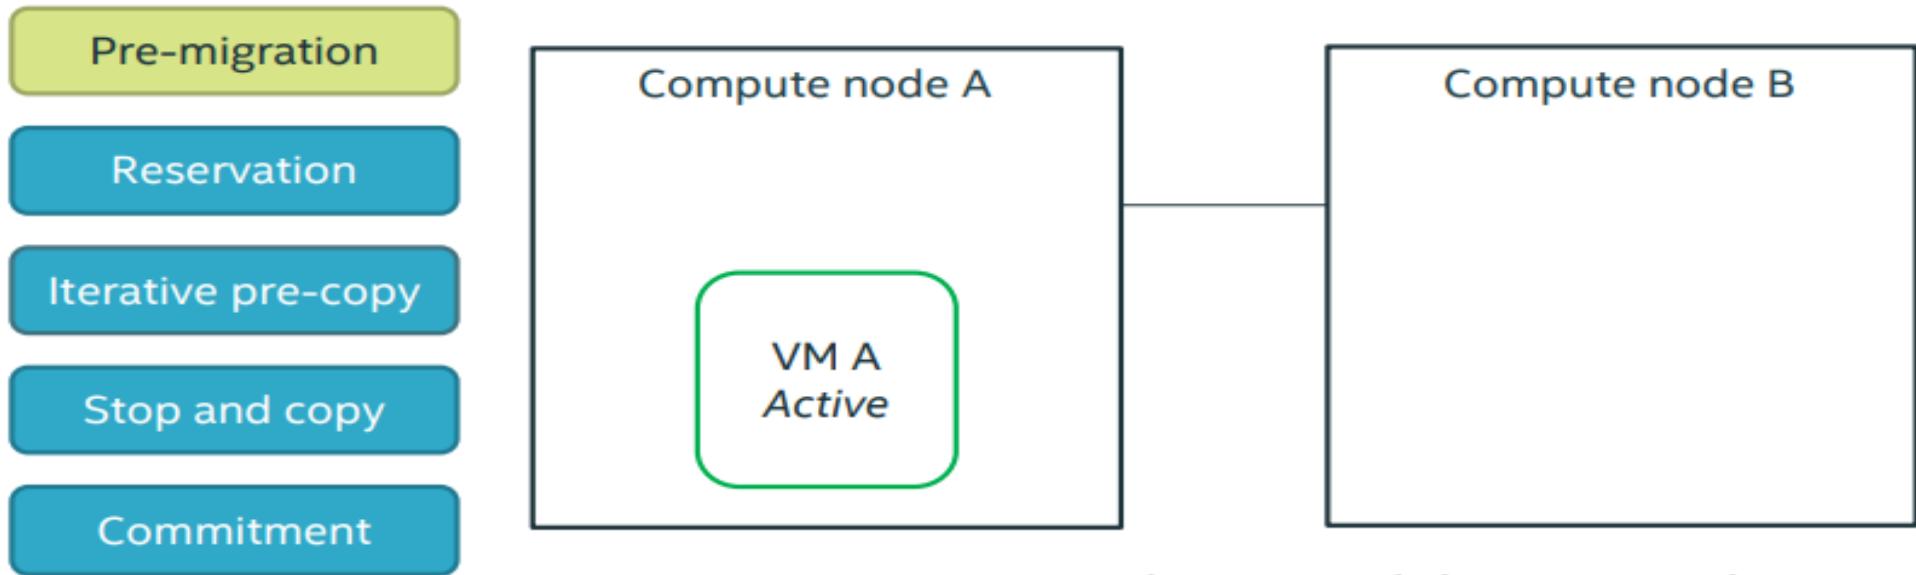 Pre-migration
Reservation
Iterative pre-copy
Stop and copy
Commitment
Compute node A
VM A
Active
Compute node B